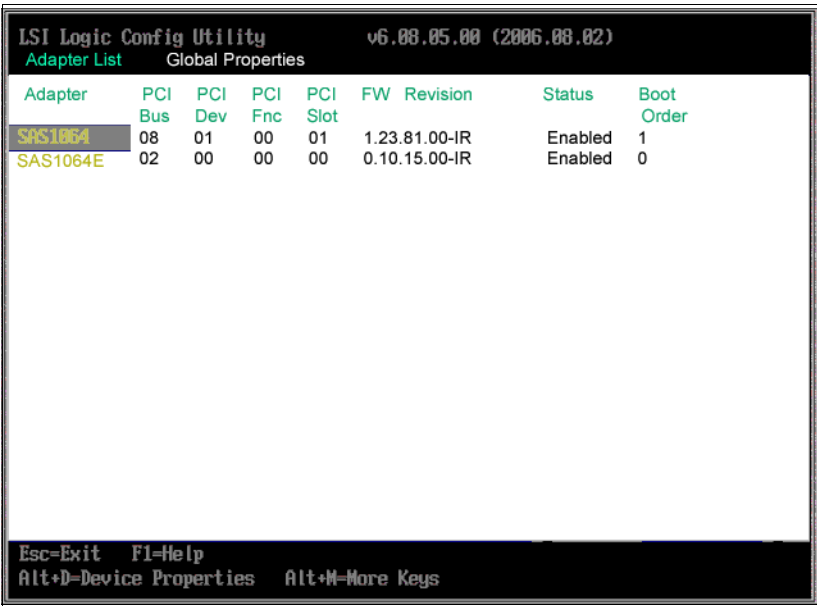 LSI Logic Config Utility v6.08.05.00 (2006.08.02)
Adapter List Global Properties
Adapter PCI PCI PCI PCI FW Revision Status Boot
Bus Dev Fnc Slot Order
SAS1064 08 01 00 01 1.23.81.00-IR Enabled 1
SAS1064E 02 00 00 00 0.10.15.00-IR Enabled 0
Esc=Exit F1=Help
Alt+D=Device Properties Alt+M=More Keys